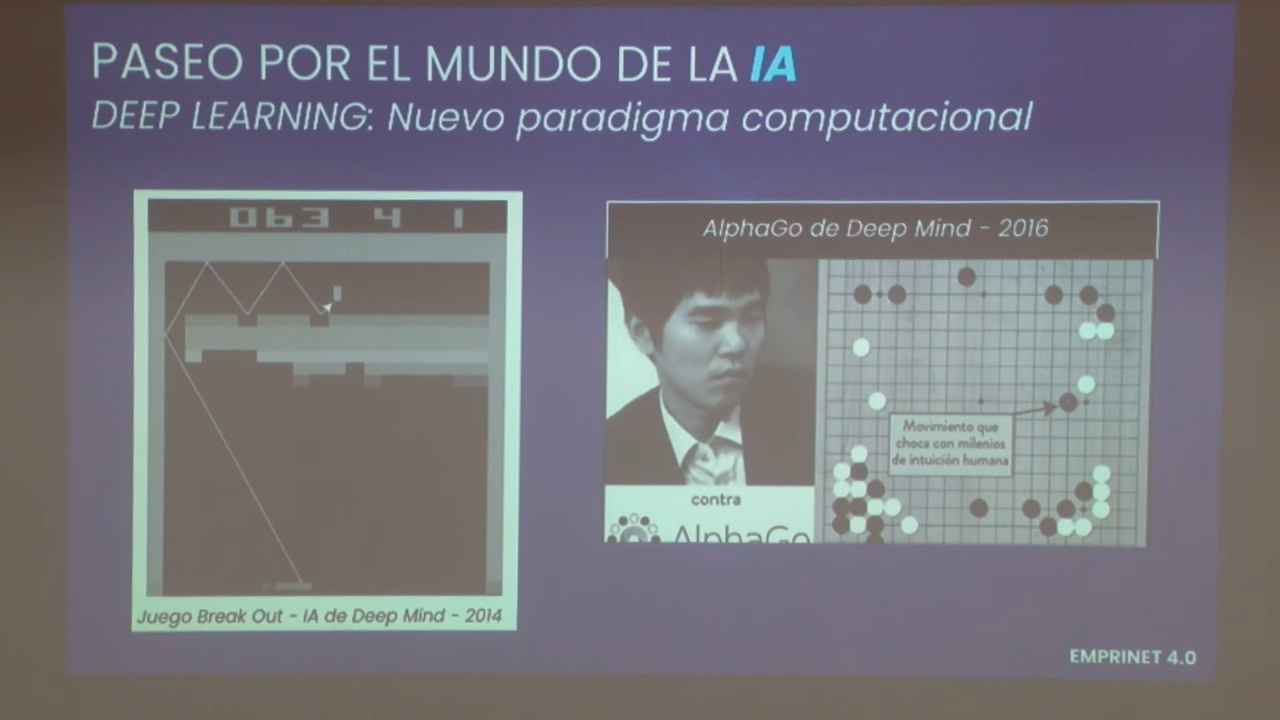 PASEO POR EL MUNDO DE LA IA
DEEP LEARNING: Nuevo paradigma computacional
063 4 1
Juego Break Out - IA de Deep Mind - 2014
AlphaGo de Deep Mind - 2016
Movimiento que
choca con milenios
de intuición humana
contra
AlphaGo
EMPRINET 4.0